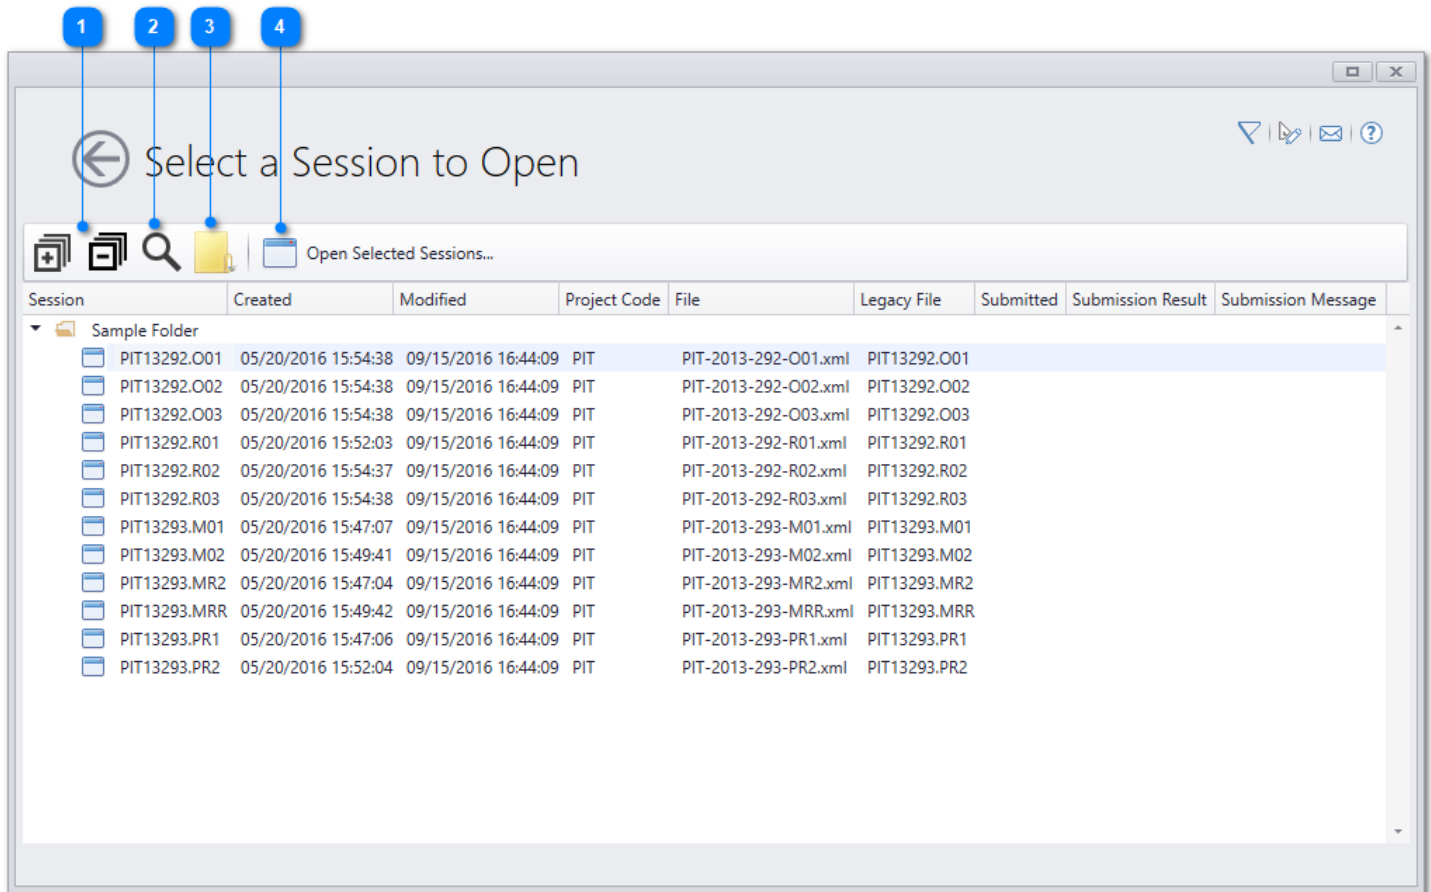 1 2 3 4
Select a Session to Open
Open Selected Sessions...
Session Created Modified Project Code File Legacy File Submitted Submission Result Submission Message
Sample Folder
PIT13292.O01 05/20/2016 15:54:38 09/15/2016 16:44:09 PIT PIT-2013-292-O01.xml PIT13292.O01
PIT13292.O02 05/20/2016 15:54:38 09/15/2016 16:44:09 PIT PIT-2013-292-O02.xml PIT13292.O02
PIT13292.O03 05/20/2016 15:54:38 09/15/2016 16:44:09 PIT PIT-2013-292-O03.xml PIT13292.O03
PIT13292.R01 05/20/2016 15:52:03 09/15/2016 16:44:09 PIT PIT-2013-292-R01.xml PIT13292.R01
PIT13292.R02 05/20/2016 15:54:37 09/15/2016 16:44:09 PIT PIT-2013-292-R02.xml PIT13292.R02
PIT13292.R03 05/20/2016 15:54:38 09/15/2016 16:44:09 PIT PIT-2013-292-R03.xml PIT13292.R03
PIT13293.M01 05/20/2016 15:47:07 09/15/2016 16:44:09 PIT PIT-2013-293-M01.xml PIT13293.M01
PIT13293.M02 05/20/2016 15:49:41 09/15/2016 16:44:09 PIT PIT-2013-293-M02.xml PIT13293.M02
PIT13293.MR2 05/20/2016 15:47:04 09/15/2016 16:44:09 PIT PIT-2013-293-MR2.xml PIT13293.MR2
PIT13293.MRR 05/20/2016 15:49:42 09/15/2016 16:44:09 PIT PIT-2013-293-MRR.xml PIT13293.MRR
PIT13293.PR1 05/20/2016 15:47:06 09/15/2016 16:44:09 PIT PIT-2013-293-PR1.xml PIT13293.PR1
PIT13293.PR2 05/20/2016 15:52:04 09/15/2016 16:44:09 PIT PIT-2013-293-PR2.xml PIT13293.PR2